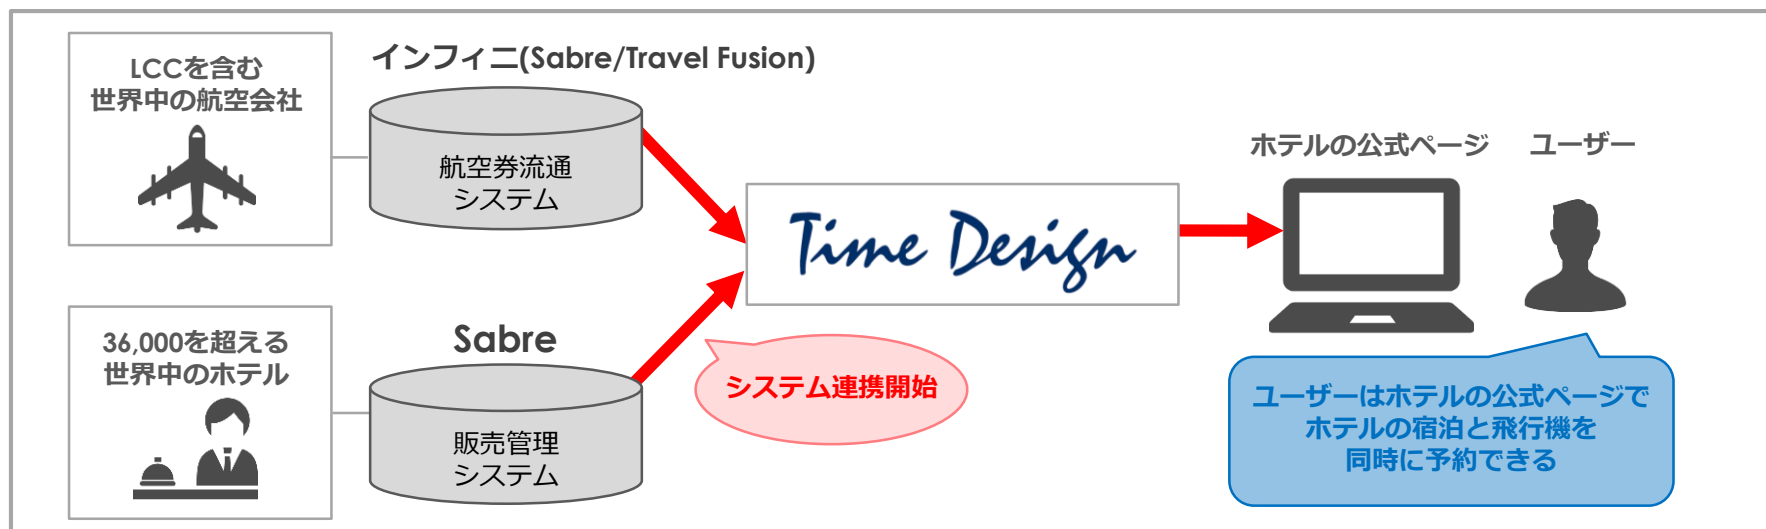 LCCを含む
世界中の航空会社
インフィニ(Sabre/Travel Fusion)
航空券流通
システム
36,000を超える
世界中のホテル
Sabre
販売管理
システム
Time Design
システム連携開始
ホテルの公式ページ
ユーザー
ユーザーはホテルの公式ページで
ホテルの宿泊と飛行機を
同時に予約できる